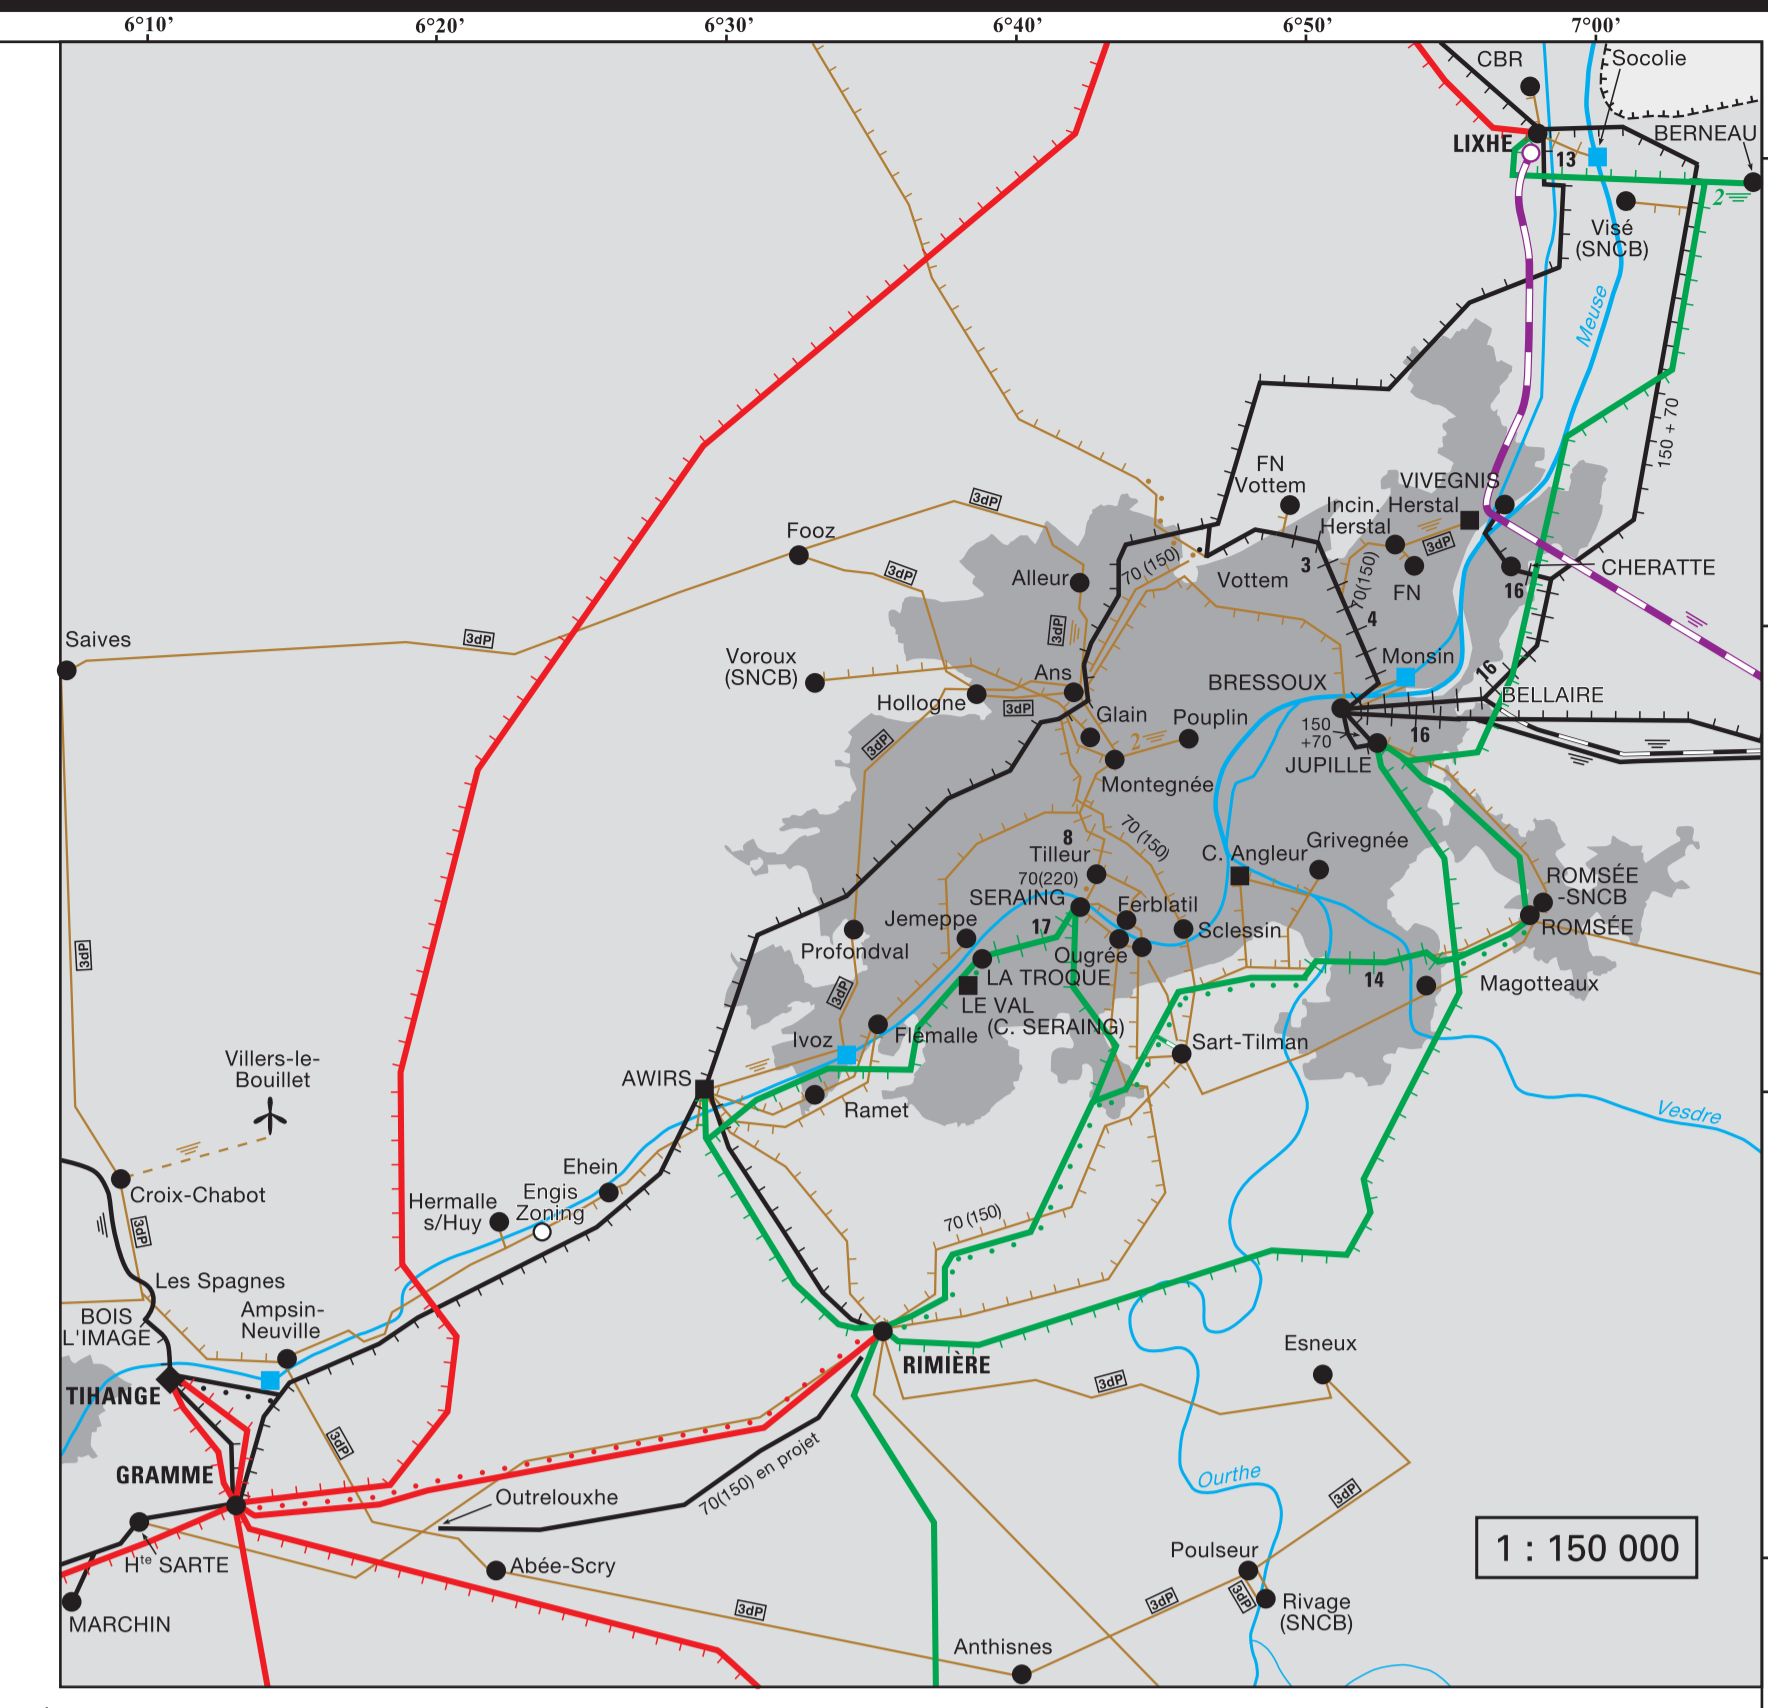 6°10’
6°20’
6°30’
6°40’
6°50’
7°00’
CBR
Socolie
LIXHE
13
BERNEAU
2
Visé
(SNCB)
Meuse
150 + 70
FN
Vottem
VIVEGNIS
Incin. Herstal
Herstal
3dP
3dP
Fooz
3dP
Alleur
70 (150)
Vottem
3
70(150)
FN
4
16
CHERATTE
Saives
3dP
3dP
Voroux
(SNCB)
Ans
Monsin
16
Hollogne
3dP
BRESSOUX
BELLAIRE
Glain
Pouplin
150
+70
16
3dP
2
JUPILLE
Montegnée
8
70 (150)
Tilleur
C. Angleur
Grivegnée
70(220)
ROMSÉE
-SNCB
SERAING
Ferblatil
Jemeppe
17
Sclessin
ROMSÉE
Profondval
Ougrée
3dP
LA TROQUE
14
Magotteaux
3dP
LE VAL
(C. SERAING)
Ivoz
Flémalle
Sart-Tilman
Villers-le-
Bouillet
AWIRS
Ramet
Vesdre
Croix-Chabot
Ehein
Hermalle
s/Huy
Engis
Zoning
3dP
70 (150)
Les Spagnes
BOIS
L'IMAGE
Ampsin-
Neuville
Esneux
RIMIÈRE
3dP
TIHANGE
3dP
GRAMME
70(150) en projet
Ourthe
Outrelouxhe
3dP
1 : 150 000
Hte SARTE
Abée-Scry
Poulseur
3dP
3dP
3dP
Rivage
(SNCB)
MARCHIN
Anthisnes